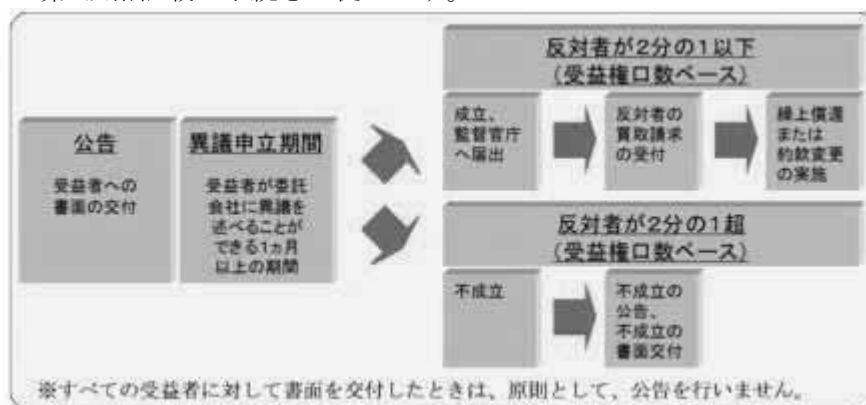 公告
受益者への
書面の交付
異議申立期間
受益者が委託
会社に異議を
述べることが
できる1ヵ月
以上の期間
反対者が2分の1以下
(受益権口数ベース)
成立、
監督官庁
へ届出
反対者の
買取請求
の受付
繰上償還
または
約款変更
の実施
反対者が2分の1超
(受益権口数ベース)
不成立
不成立の
公告、
不成立の
書面交付
※すべての受益者に対して書面を交付したときは、原則として、公告を行いません。